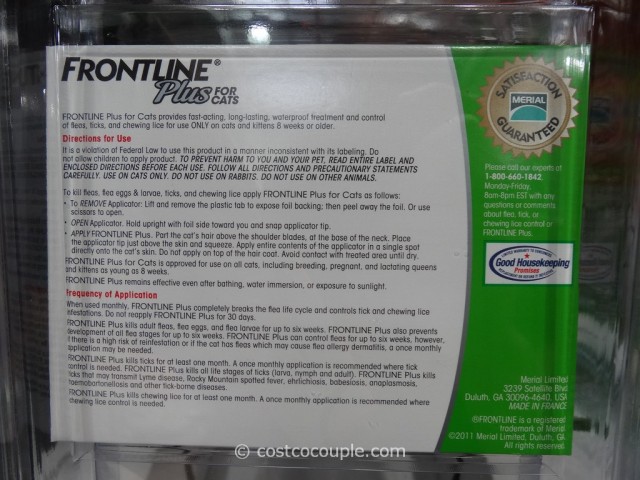 FRONTLINE®
Plus FOR CATS
FRONTLINE Plus for Cats provides fast-acting, long-lasting, waterproof treatment and control
of fleas, ticks, and chewing lice for use ONLY on cats and kittens 8 weeks or older.
Directions for Use
It is a violation of Federal Law to use this product in a manner inconsistent with its labeling. Do
not allow children to apply product. TO PREVENT HARM TO YOU AND YOUR PET, READ ENTIRE LABEL AND
ENCLOSED DIRECTIONS BEFORE EACH USE. FOLLOW ALL DIRECTIONS AND PRECAUTIONARY STATEMENTS
CAREFULLY. USE ON CATS ONLY. DO NOT USE ON RABBITS. DO NOT USE ON OTHER ANIMALS.
To kill fleas, flea eggs & larvae, ticks, and chewing lice apply FRONTLINE Plus for Cats as follows:
• To REMOVE Applicator: Lift and remove the plastic tab to expose foil backing; then peel away the foil. Or use
scissors to open.
• OPEN Applicator. Hold upright with foil side toward you and snap applicator tip.
• APPLY FRONTLINE Plus. Part the cat's hair above the shoulder blades, at the base of the neck. Place
the applicator tip just above the skin and squeeze. Apply entire contents of the applicator in a single spot
directly onto the cat's skin. Do not apply on top of the hair coat. Avoid contact with treated area until dry.
FRONTLINE Plus for Cats is approved for use on all cats, including breeding, pregnant, and lactating queens
and kittens as young as 8 weeks.
FRONTLINE Plus remains effective even after bathing, water immersion, or exposure to sunlight.
Frequency of Application
When used monthly, FRONTLINE Plus completely breaks the flea life cycle and controls tick and chewing lice
infestations. Do not reapply FRONTLINE Plus for 30 days.
FRONTLINE Plus kills adult fleas, flea eggs, and flea larvae for up to six weeks. FRONTLINE Plus also prevents
development of all flea stages for up to six weeks. FRONTLINE Plus can control fleas for up to six weeks, however,
if there is a high risk of reinfestation or if the cat has fleas which may cause flea allergy dermatitis, a once monthly
application may be needed.
FRONTLINE Plus kills ticks for at least one month. A once monthly application is recommended where tick
control is needed. FRONTLINE Plus kills all life stages of ticks (larva, nymph and adult). FRONTLINE Plus kills
ticks that may transmit Lyme disease, Rocky Mountain spotted fever, ehrlichiosis, babesiosis, anaplasmosis,
haemobartonellosis and other tick-borne diseases.
FRONTLINE Plus kills chewing lice for at least one month. A once monthly application is recommended where
chewing lice control is needed.
SATISFACTION
MERIAL
GUARANTEED
Please call our experts at
1-800-660-1842
Monday-Friday,
8am-8pm EST with any
questions or comments
about flea, tick, or
chewing lice control or
FRONTLINE Plus.
Good Housekeeping
Promises
Merial Limited
3239 Satellite Blvd.
Duluth, GA 30096-4640, USA
MADE IN FRANCE
®FRONTLINE is a registered
trademark of Merial.
©2011 Merial Limited, Duluth, GA.
All rights reserved.
© costcocouple.com